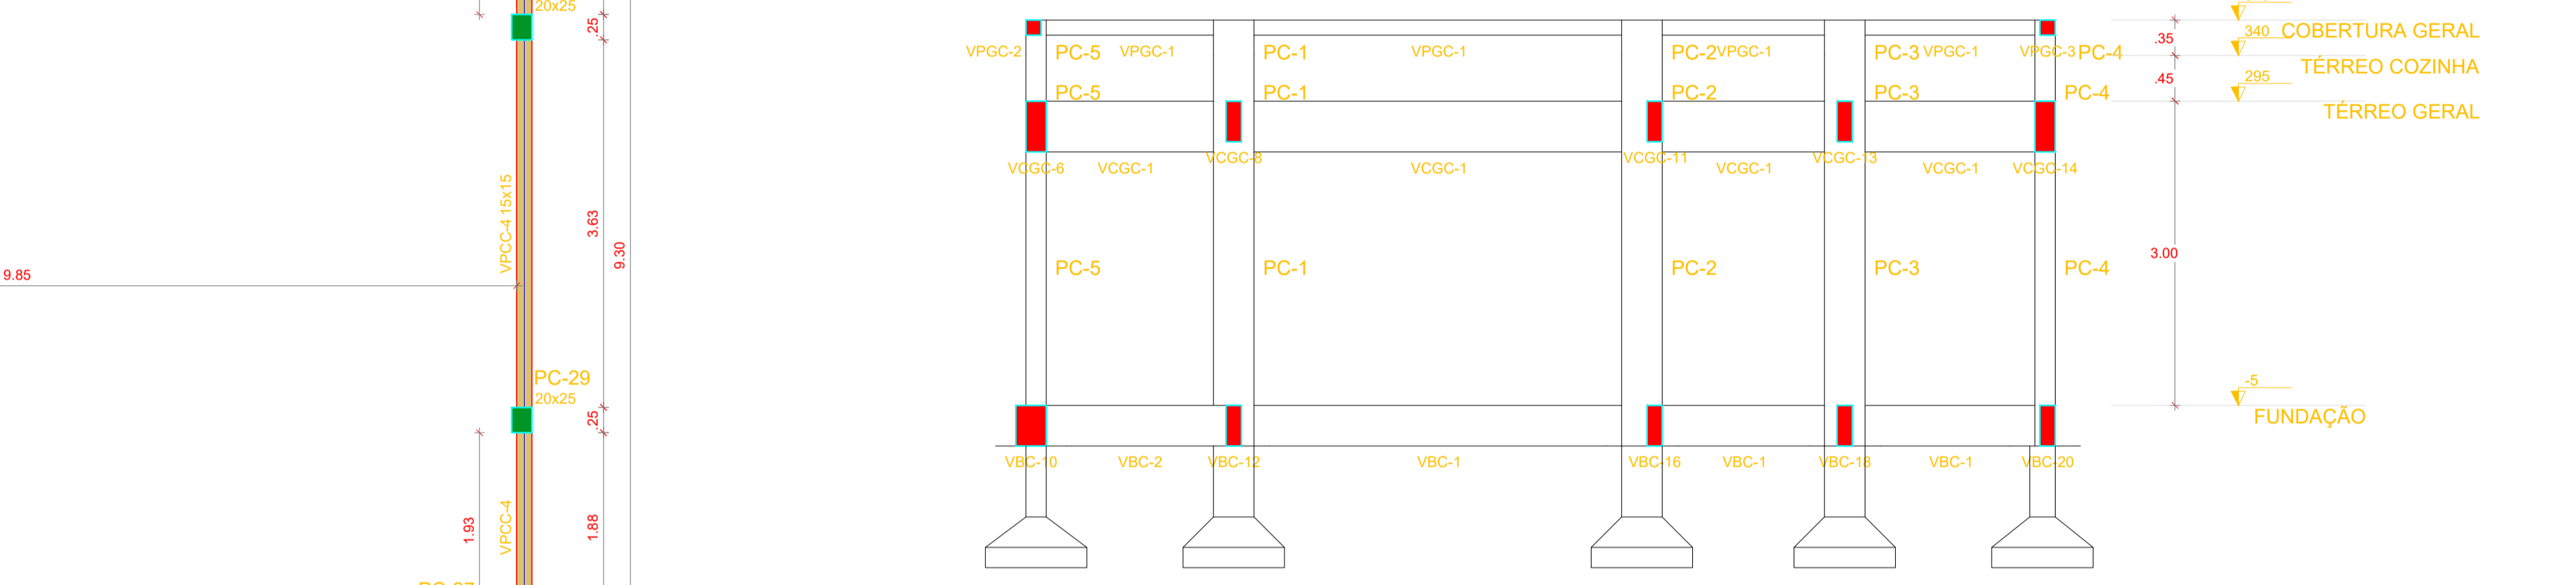 20x25
.25
VPCC-4 15x15
3.63
9.30
9.85
PC-29
20x25
.25
1.93
VPCC-4
1.88
VPGC-2
PC-5
VPGC-1
PC-1
VPGC-1
PC-2
VPGC-1
PC-3
VPGC-1
VPGC-3
PC-4
PC-5
PC-1
PC-2
PC-3
PC-4
VCGC-6
VCGC-1
VCGC-8
VCGC-1
VCGC-11
VCGC-1
VCGC-13
VCGC-1
VCGC-14
PC-5
PC-1
PC-2
PC-3
PC-4
VBC-10
VBC-2
VBC-12
VBC-1
VBC-16
VBC-1
VBC-18
VBC-1
VBC-20
.35
.45
3.00
COBERTURA GERAL
340
TÉRREO COZINHA
295
TÉRREO GERAL
-5
FUNDAÇÃO